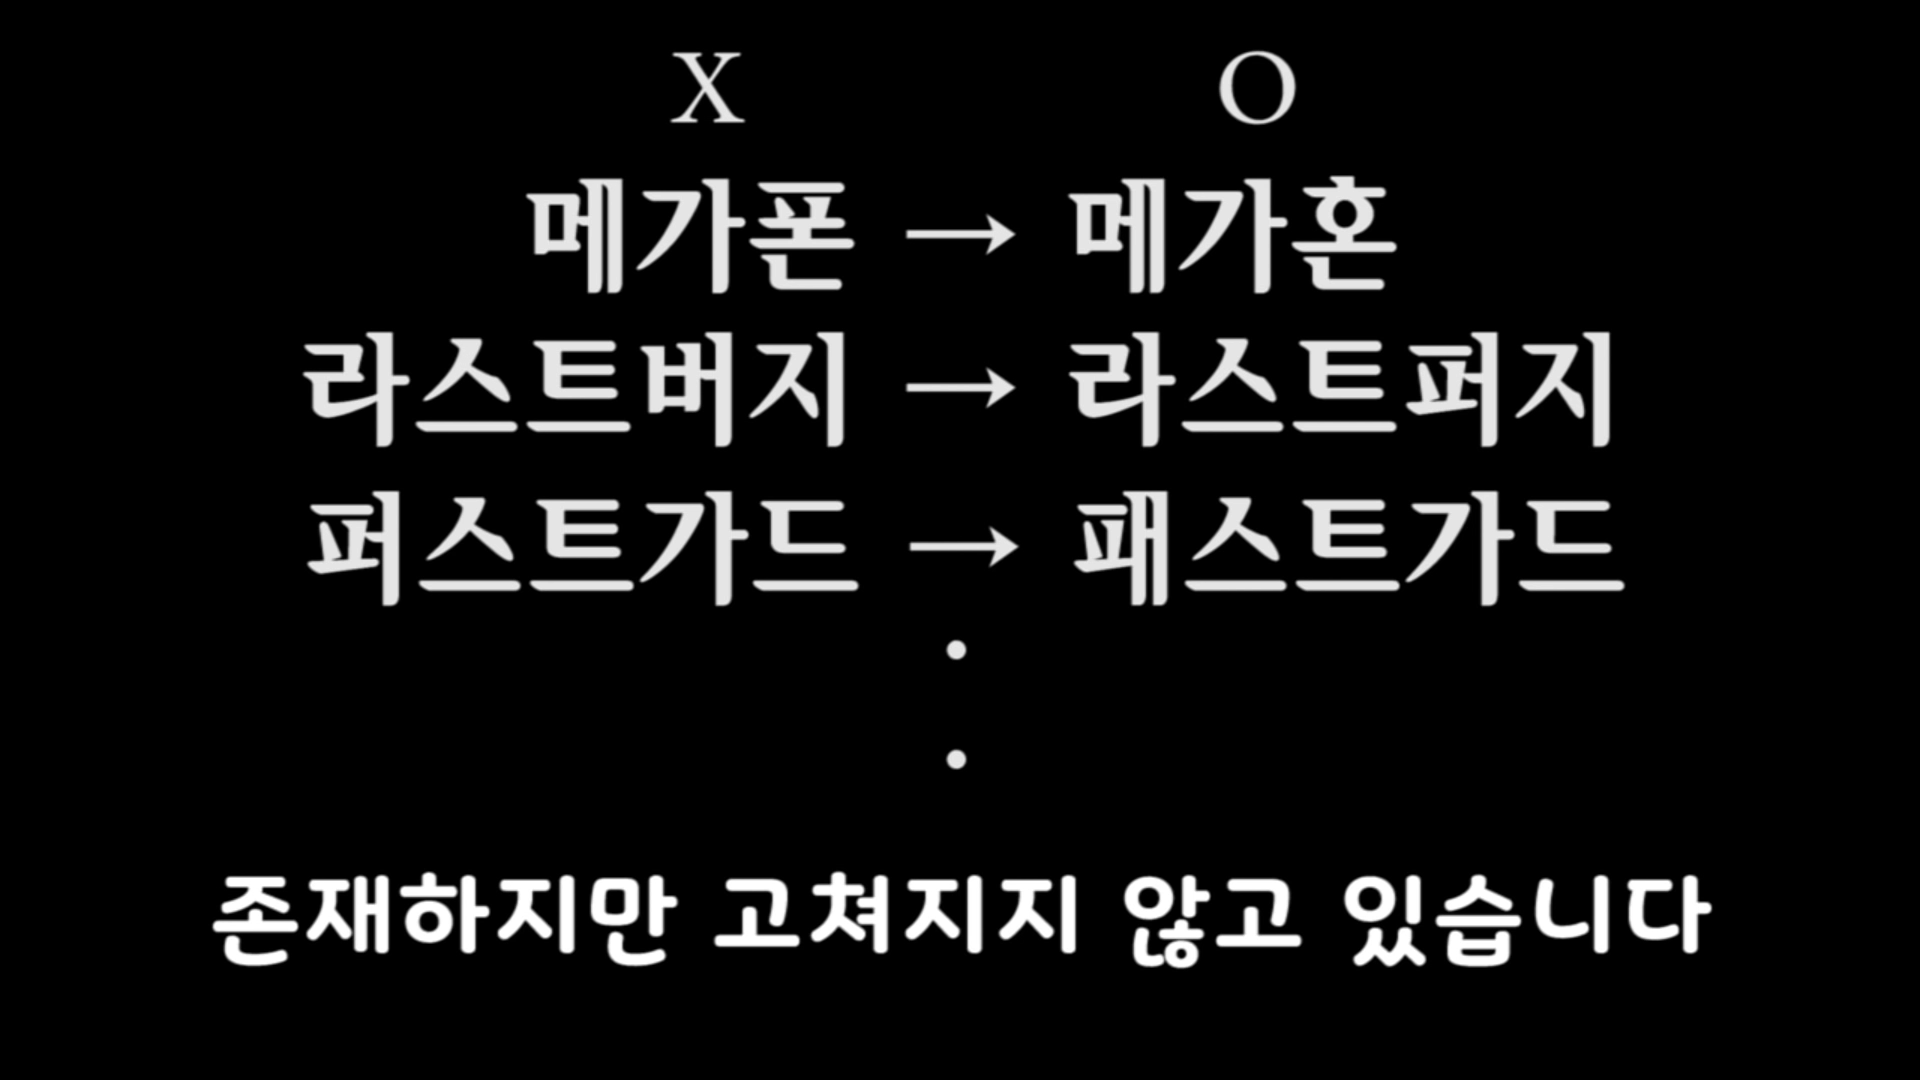 X O
메가폰 → 메가혼
라스트버지 → 라스트퍼지
퍼스트가드 → 패스트가드
·
·
존재하지만 고쳐지지 않고 있습니다